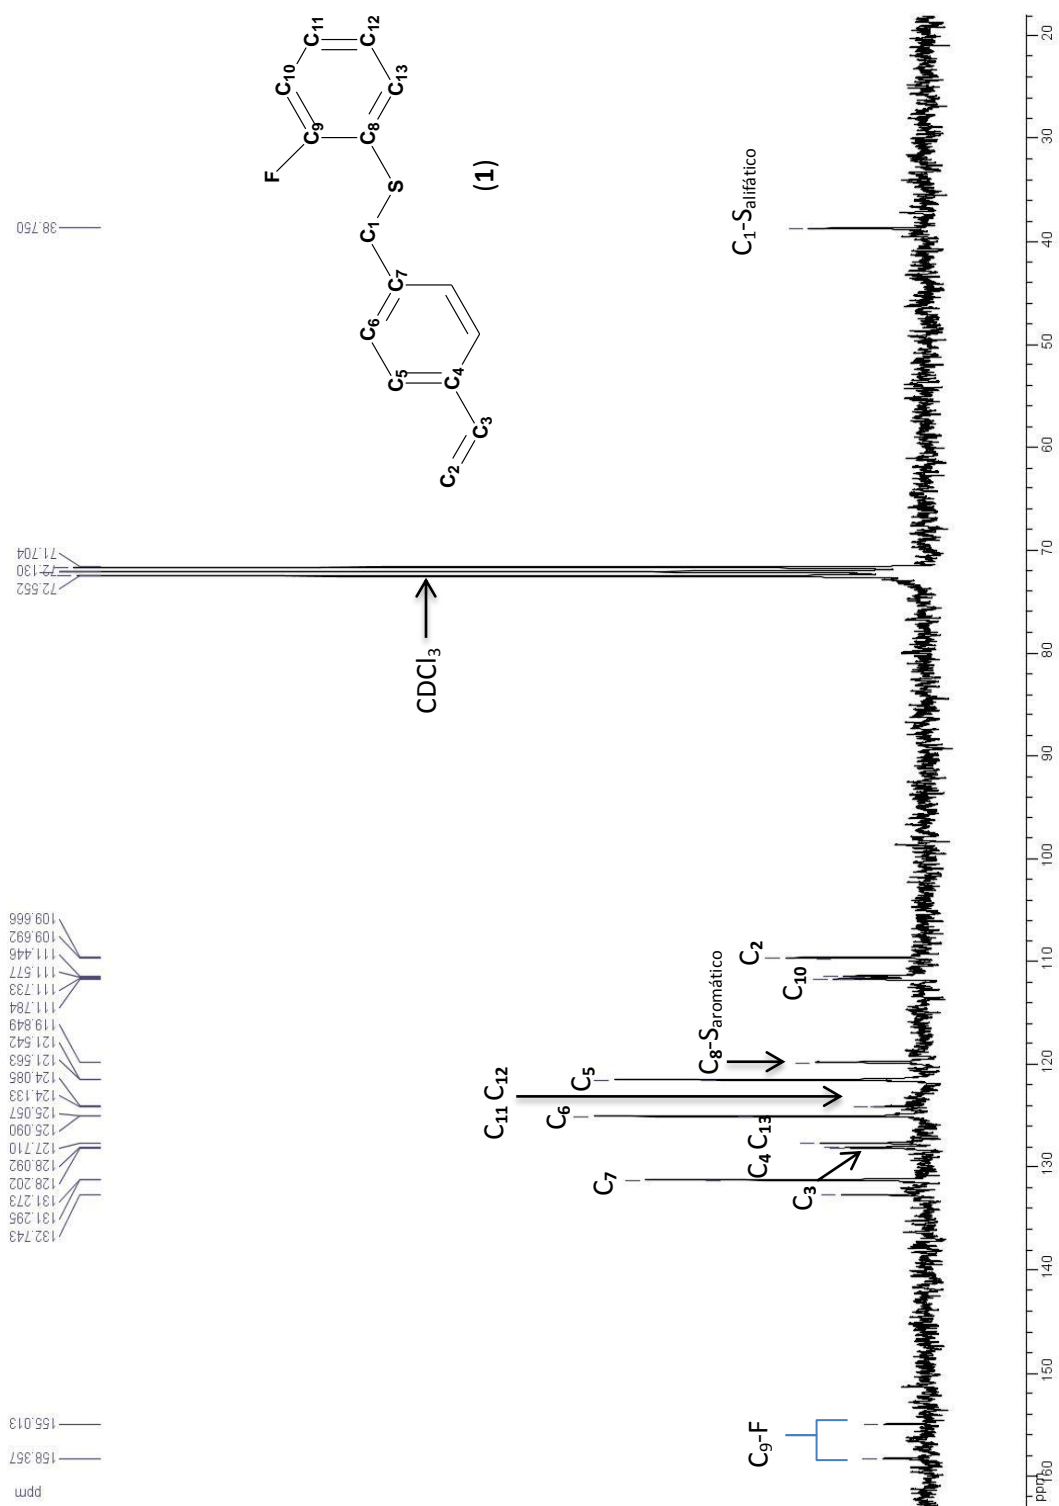 ppm
158.357
155.013
132.743
131.295
131.273
128.202
128.092
127.710
125.090
125.057
124.133
124.085
121.563
121.542
119.849
111.784
111.733
111.577
111.446
109.692
109.666
72.552
72.130
71.704
38.750
F
C9
C10
C11
C12
C13
C8
S
C1
C7
C6
C5
C4
C3
C2
(1)
CDCl3
C11 C12
C6
C5
C7
C8-Saromático
C1-Salifático
C9-F
C4 C13
C3
C2
C10
ppm
160
150
140
130
120
110
100
90
80
70
60
50
40
30
20